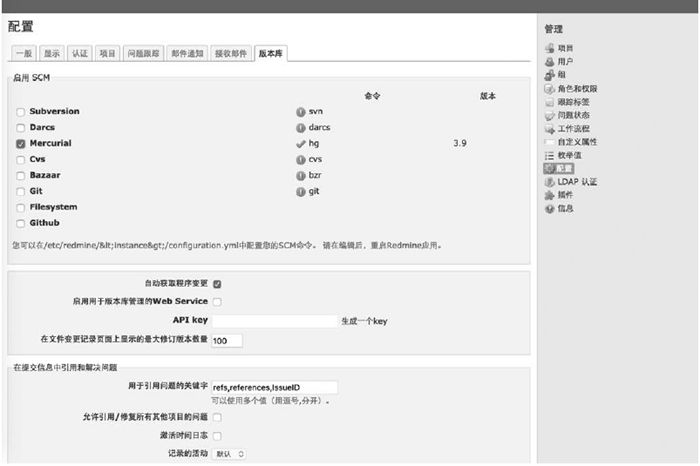 配置
一般 显示 认证 项目 问题跟踪 邮件通知 接收邮件 版本库
启用 SCM
命令 版本
Subversion svn
Darcs darcs
Mercurial hg 3.9
Cvs cvs
Bazaar bzr
Git git
Filesystem
Github
您可以在/etc/redmine/&lt;instance&gt;/configuration.yml中配置您的SCM命令。 请在编辑后，重启Redmine应用。
自动获取程序变更
启用用于版本库管理的Web Service
API key 生成一个key
在文件变更记录页面上显示的最大修订版本数量 100
在提交信息中引用和解决问题
用于引用问题的关键字 refs,references,IssueID
可以使用多个值（用逗号,分开）。
允许引用/修复所有其他项目的问题
激活时间日志
记录的活动 默认
管理
项目
用户
组
角色和权限
跟踪标签
问题状态
工作流程
自定义属性
枚举值
配置
LDAP 认证
插件
信息